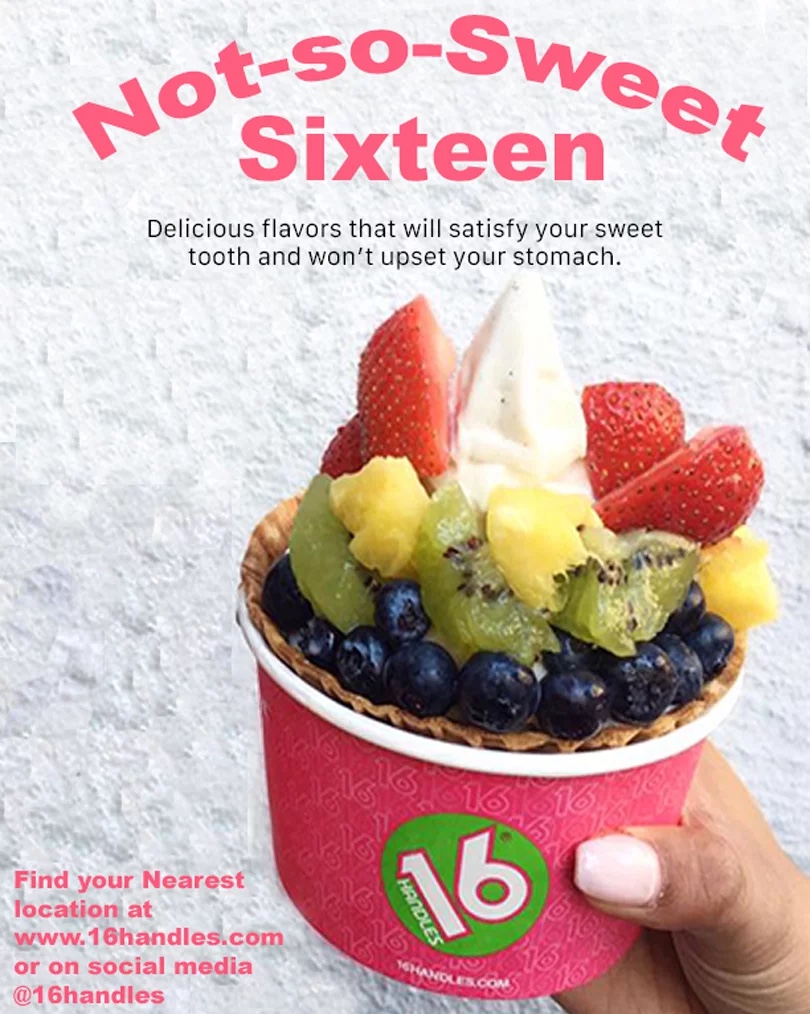 Not-so-Sweet
Sixteen
Delicious flavors that will satisfy your sweet
tooth and won’t upset your stomach.
16
HANDLES
®
16HANDLES.COM
Find your Nearest
location at
www.16handles.com
or on social media
@16handles